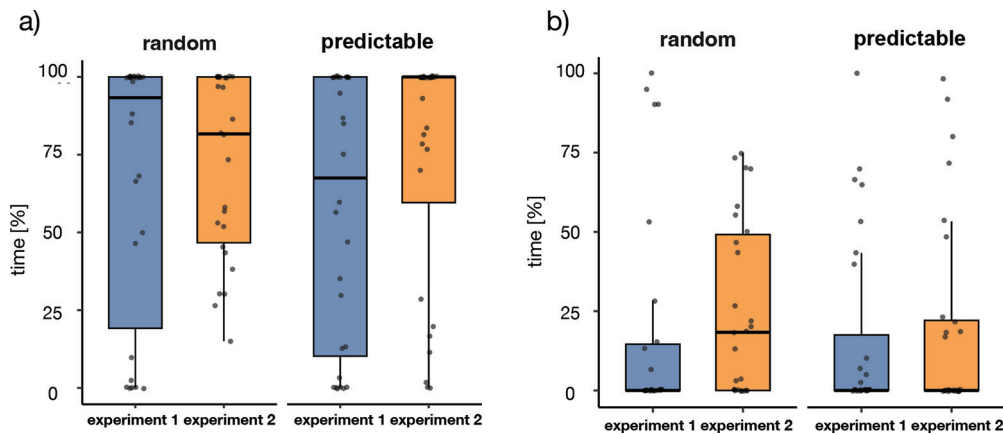 a)
random predictable
100
75
50
25
0
time [%]
experiment 1 experiment 2 experiment 1 experiment 2
b)
random predictable
100
75
50
25
0
time [%]
experiment 1 experiment 2 experiment 1 experiment 2